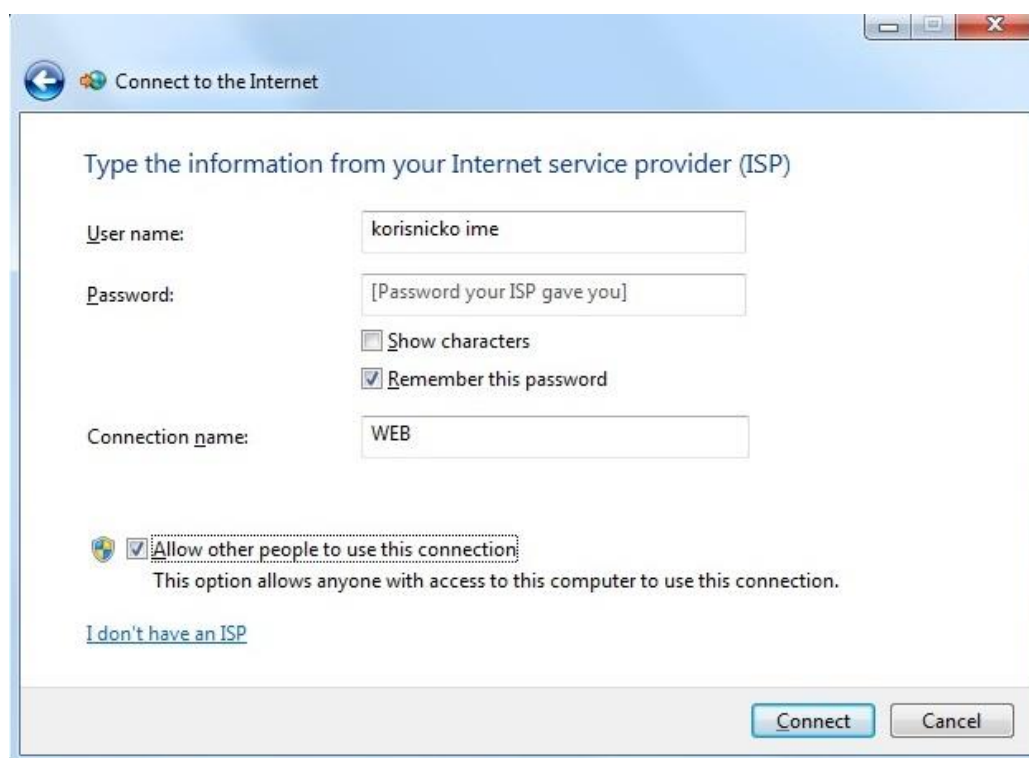 Connect to the Internet
Type the information from your Internet service provider (ISP)
User name: korisnicko ime
Password: [Password your ISP gave you]
Show characters
Remember this password
Connection name: WEB
Allow other people to use this connection
This option allows anyone with access to this computer to use this connection.
I don't have an ISP
Connect Cancel